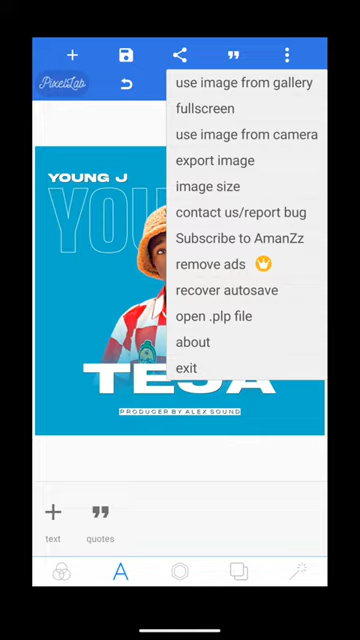 PixelLab
use image from gallery
fullscreen
use image from camera
export image
image size
contact us/report bug
Subscribe to AmanZz
remove ads
recover autosave
open .plp file
about
exit
YOUNG J
YOU
TEJA
PRODUCER BY ALEX SOUND
text
quotes
A